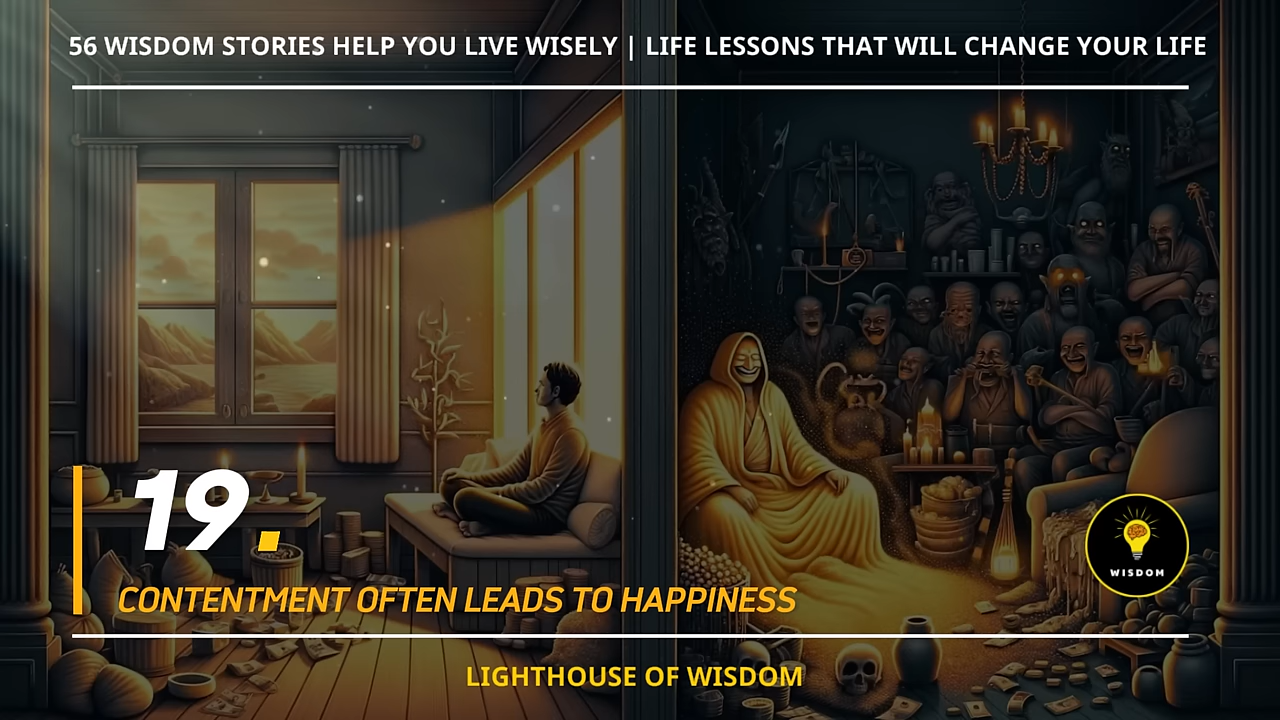 56 WISDOM STORIES HELP YOU LIVE WISELY | LIFE LESSONS THAT WILL CHANGE YOUR LIFE
19.
WISDOM
CONTENTMENT OFTEN LEADS TO HAPPINESS
LIGHTHOUSE OF WISDOM